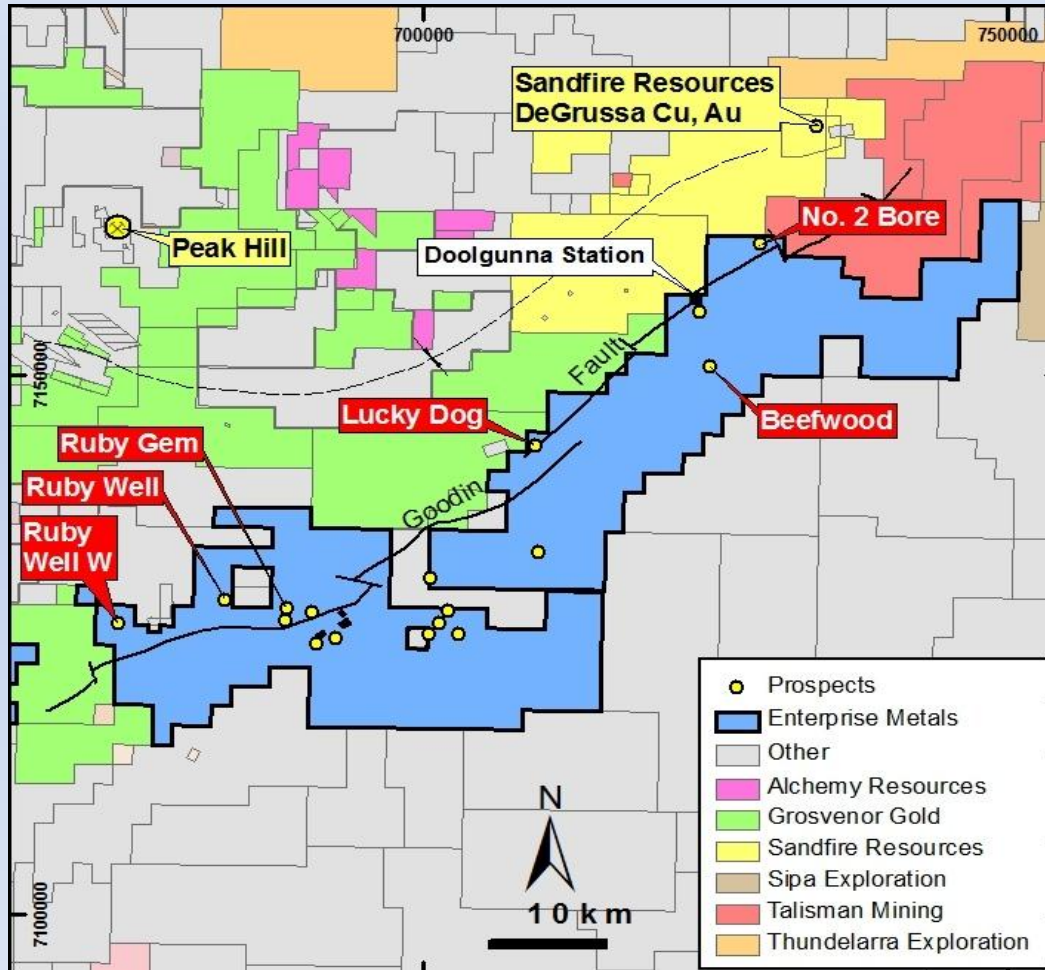 700000
750000
Sandfire Resources
DeGrussa Cu, Au
No. 2 Bore
Peak Hill
Doolgunna Station
7150000
Fault
Lucky Dog
Beefwood
Ruby Gem
Ruby Well
Goodin
Ruby
Well W
Prospects
Enterprise Metals
Other
Alchemy Resources
Grosvenor Gold
Sandfire Resources
Sipa Exploration
Talisman Mining
Thundelarra Exploration
N
10km
7100000